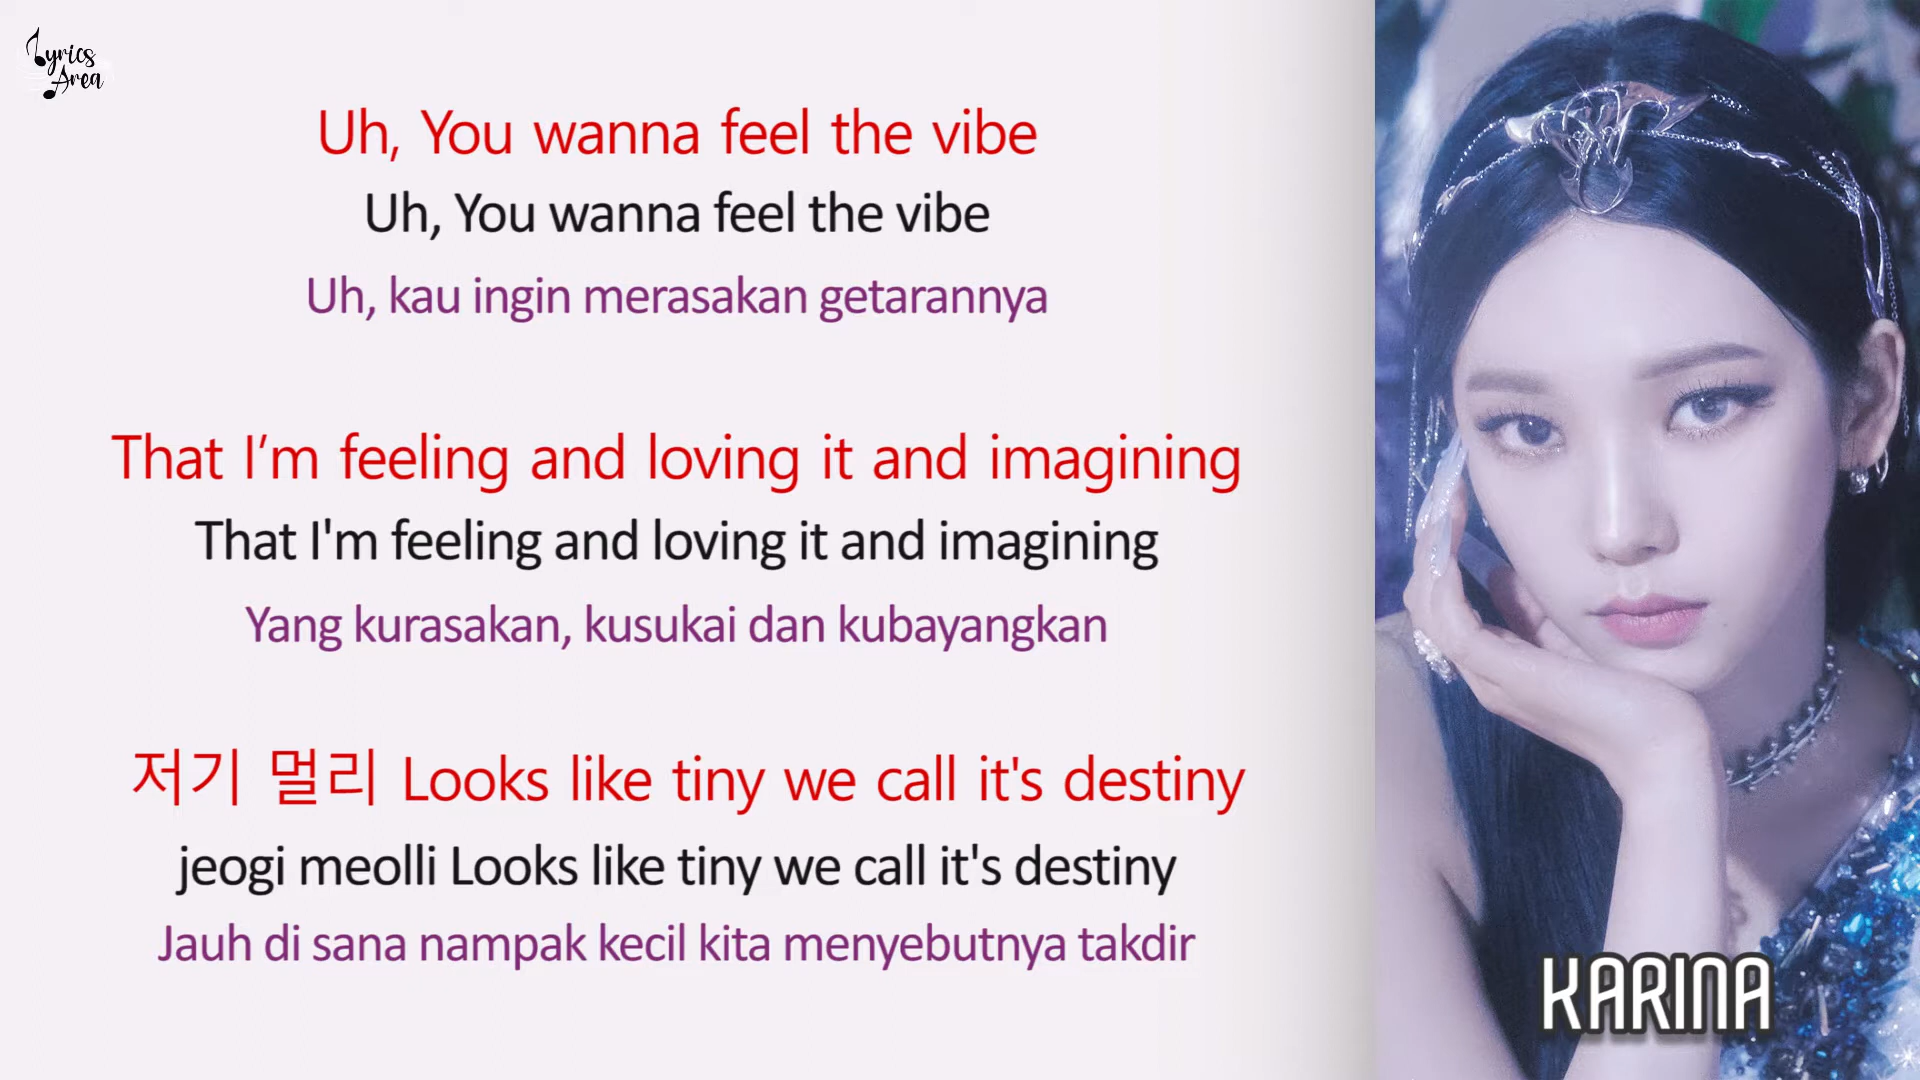 Lyrics
Area
Uh, You wanna feel the vibe
Uh, You wanna feel the vibe
Uh, kau ingin merasakan getarannya
That I’m feeling and loving it and imagining
That I'm feeling and loving it and imagining
Yang kurasakan, kusukai dan kubayangkan
저기 멀리 Looks like tiny we call it's destiny
jeogi meolli Looks like tiny we call it's destiny
Jauh di sana nampak kecil kita menyebutnya takdir
KARINA